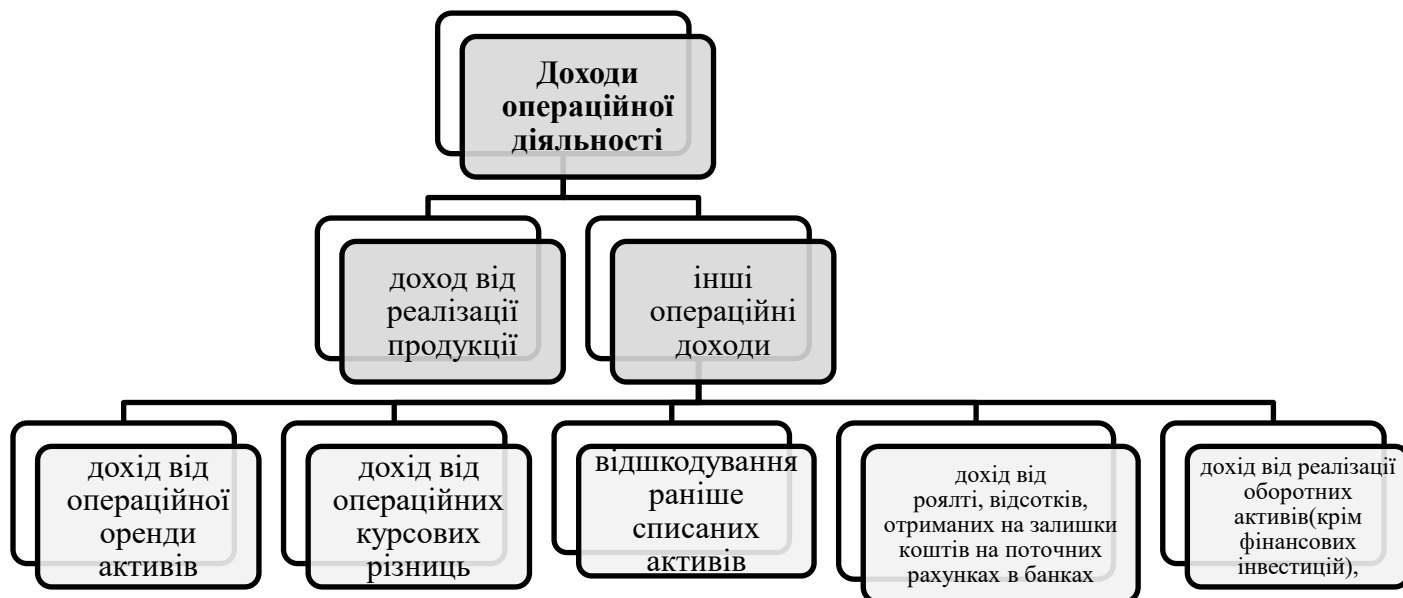 Доходи
операційної
діяльності
доход від
реалізації
продукції
інші
операційні
доходи
дохід від
операційної
оренди
активів
дохід від
операційних
курсових
різниць
відшкодування
раніше
списаних
активів
дохід від
роялті, відсотків,
отриманих на залишки
коштів на поточних
рахунках в банках
дохід від реалізації
оборотних
активів(крім
фінансових
інвестицій),